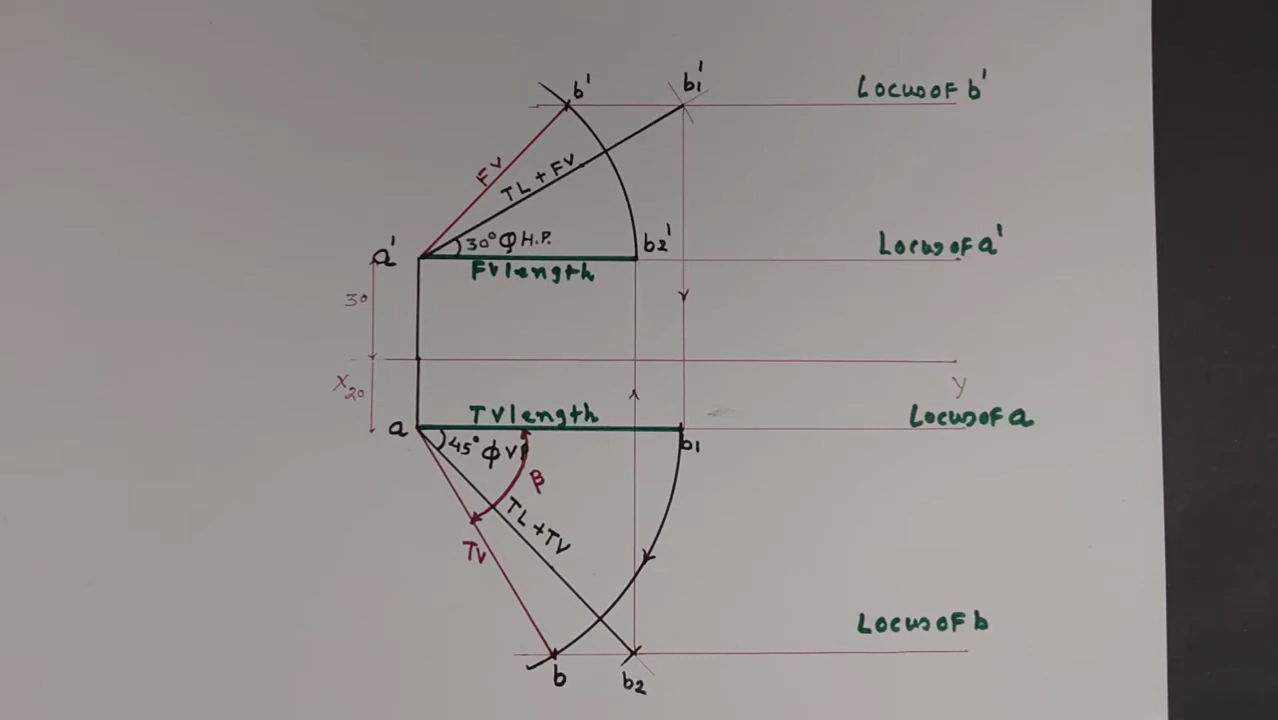 b' b₁' Locus of b'
FV
TL + FV
a' 30° φ H.P. b₂' Locus of a'
FV length
30
X
20
Y
TV length Locus of a
a b₁
45° φ VP
β
TL + TV
TV
Locus of b
b b₂